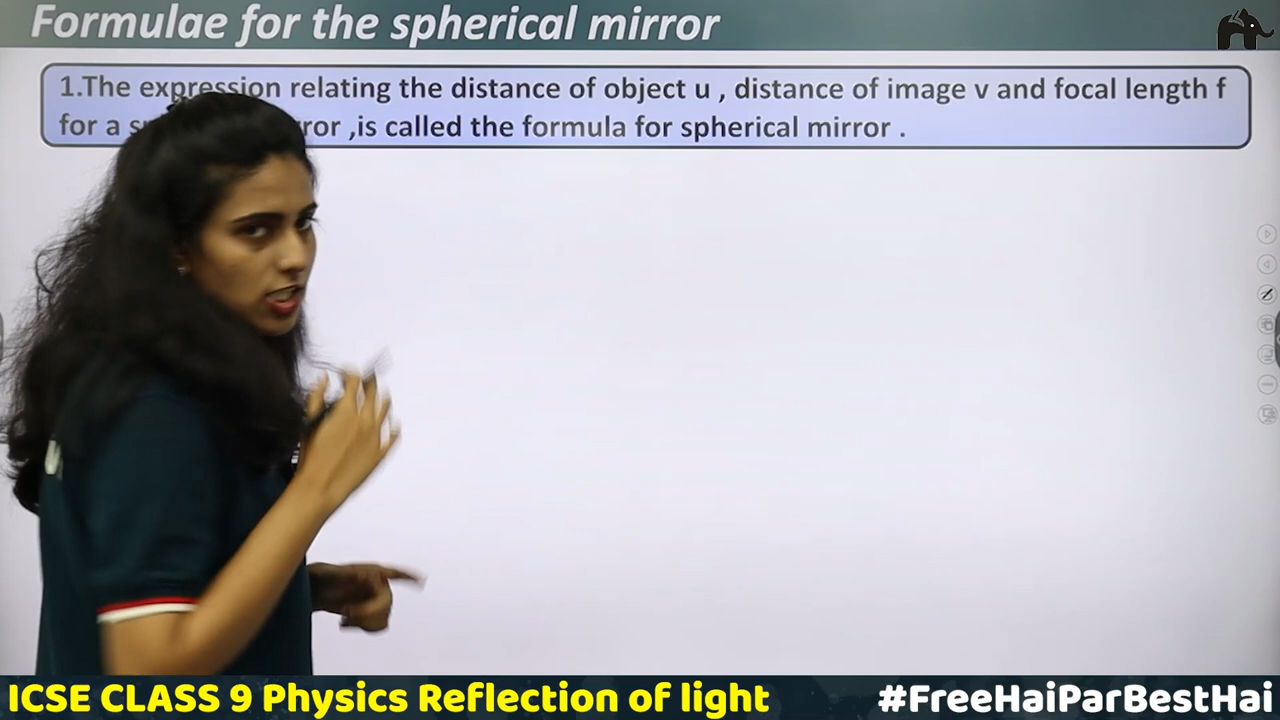 Formulae for the spherical mirror
1.The expression relating the distance of object u , distance of image v and focal length f
for a ror ,is called the formula for spherical mirror .
ICSE CLASS 9 Physics Reflection of light
#FreeHaiParBestHai